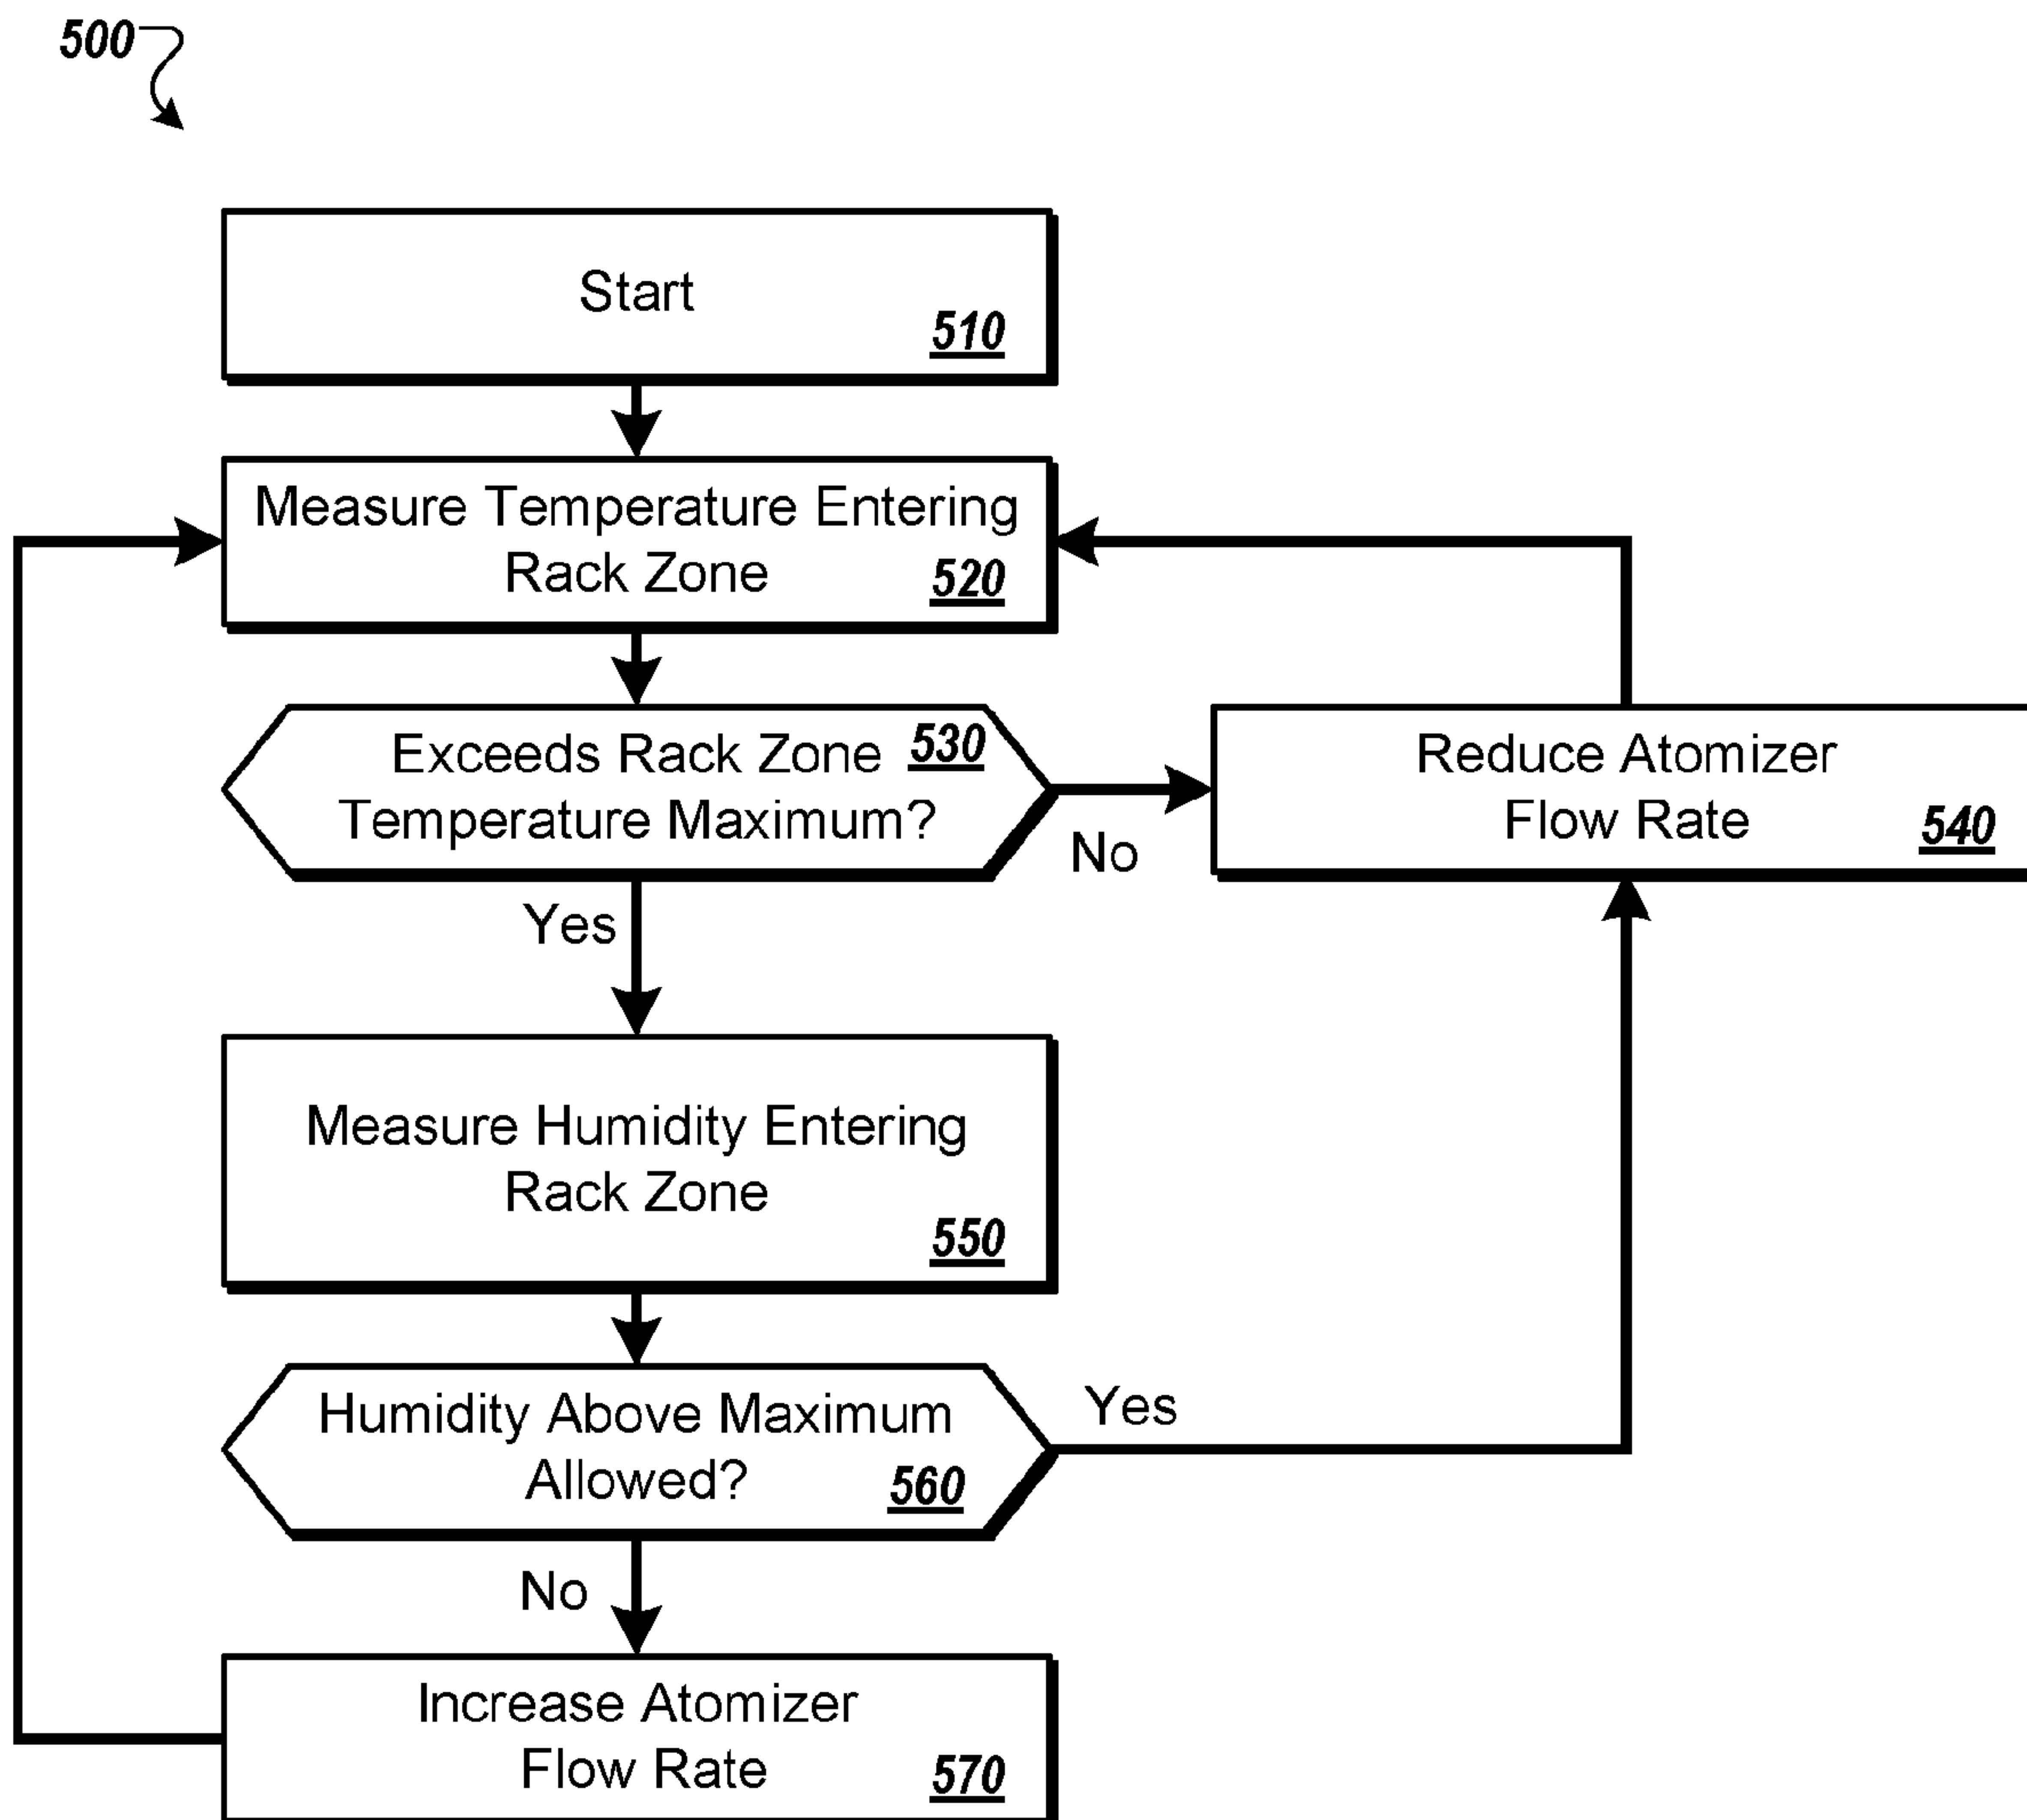 500
Start
510
Measure Temperature Entering
Rack Zone
520
Exceeds Rack Zone
530
Temperature Maximum?
No
Reduce Atomizer
Flow Rate
540
Yes
Measure Humidity Entering
Rack Zone
550
Humidity Above Maximum
Allowed?
560
Yes
No
Increase Atomizer
Flow Rate
570